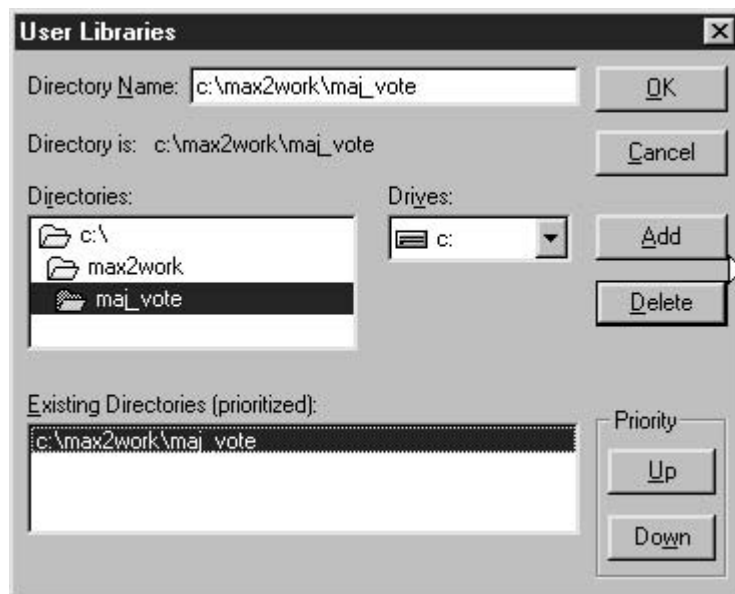 User Libraries
Directory Name: c:\max2work\maj_vote
OK
Directory is: c:\max2work\maj_vote
Cancel
Directories:
Drives:
c:\
c:
Add
max2work
maj_vote
Delete
Existing Directories (prioritized):
c:\max2work\maj_vote
Priority
Up
Down